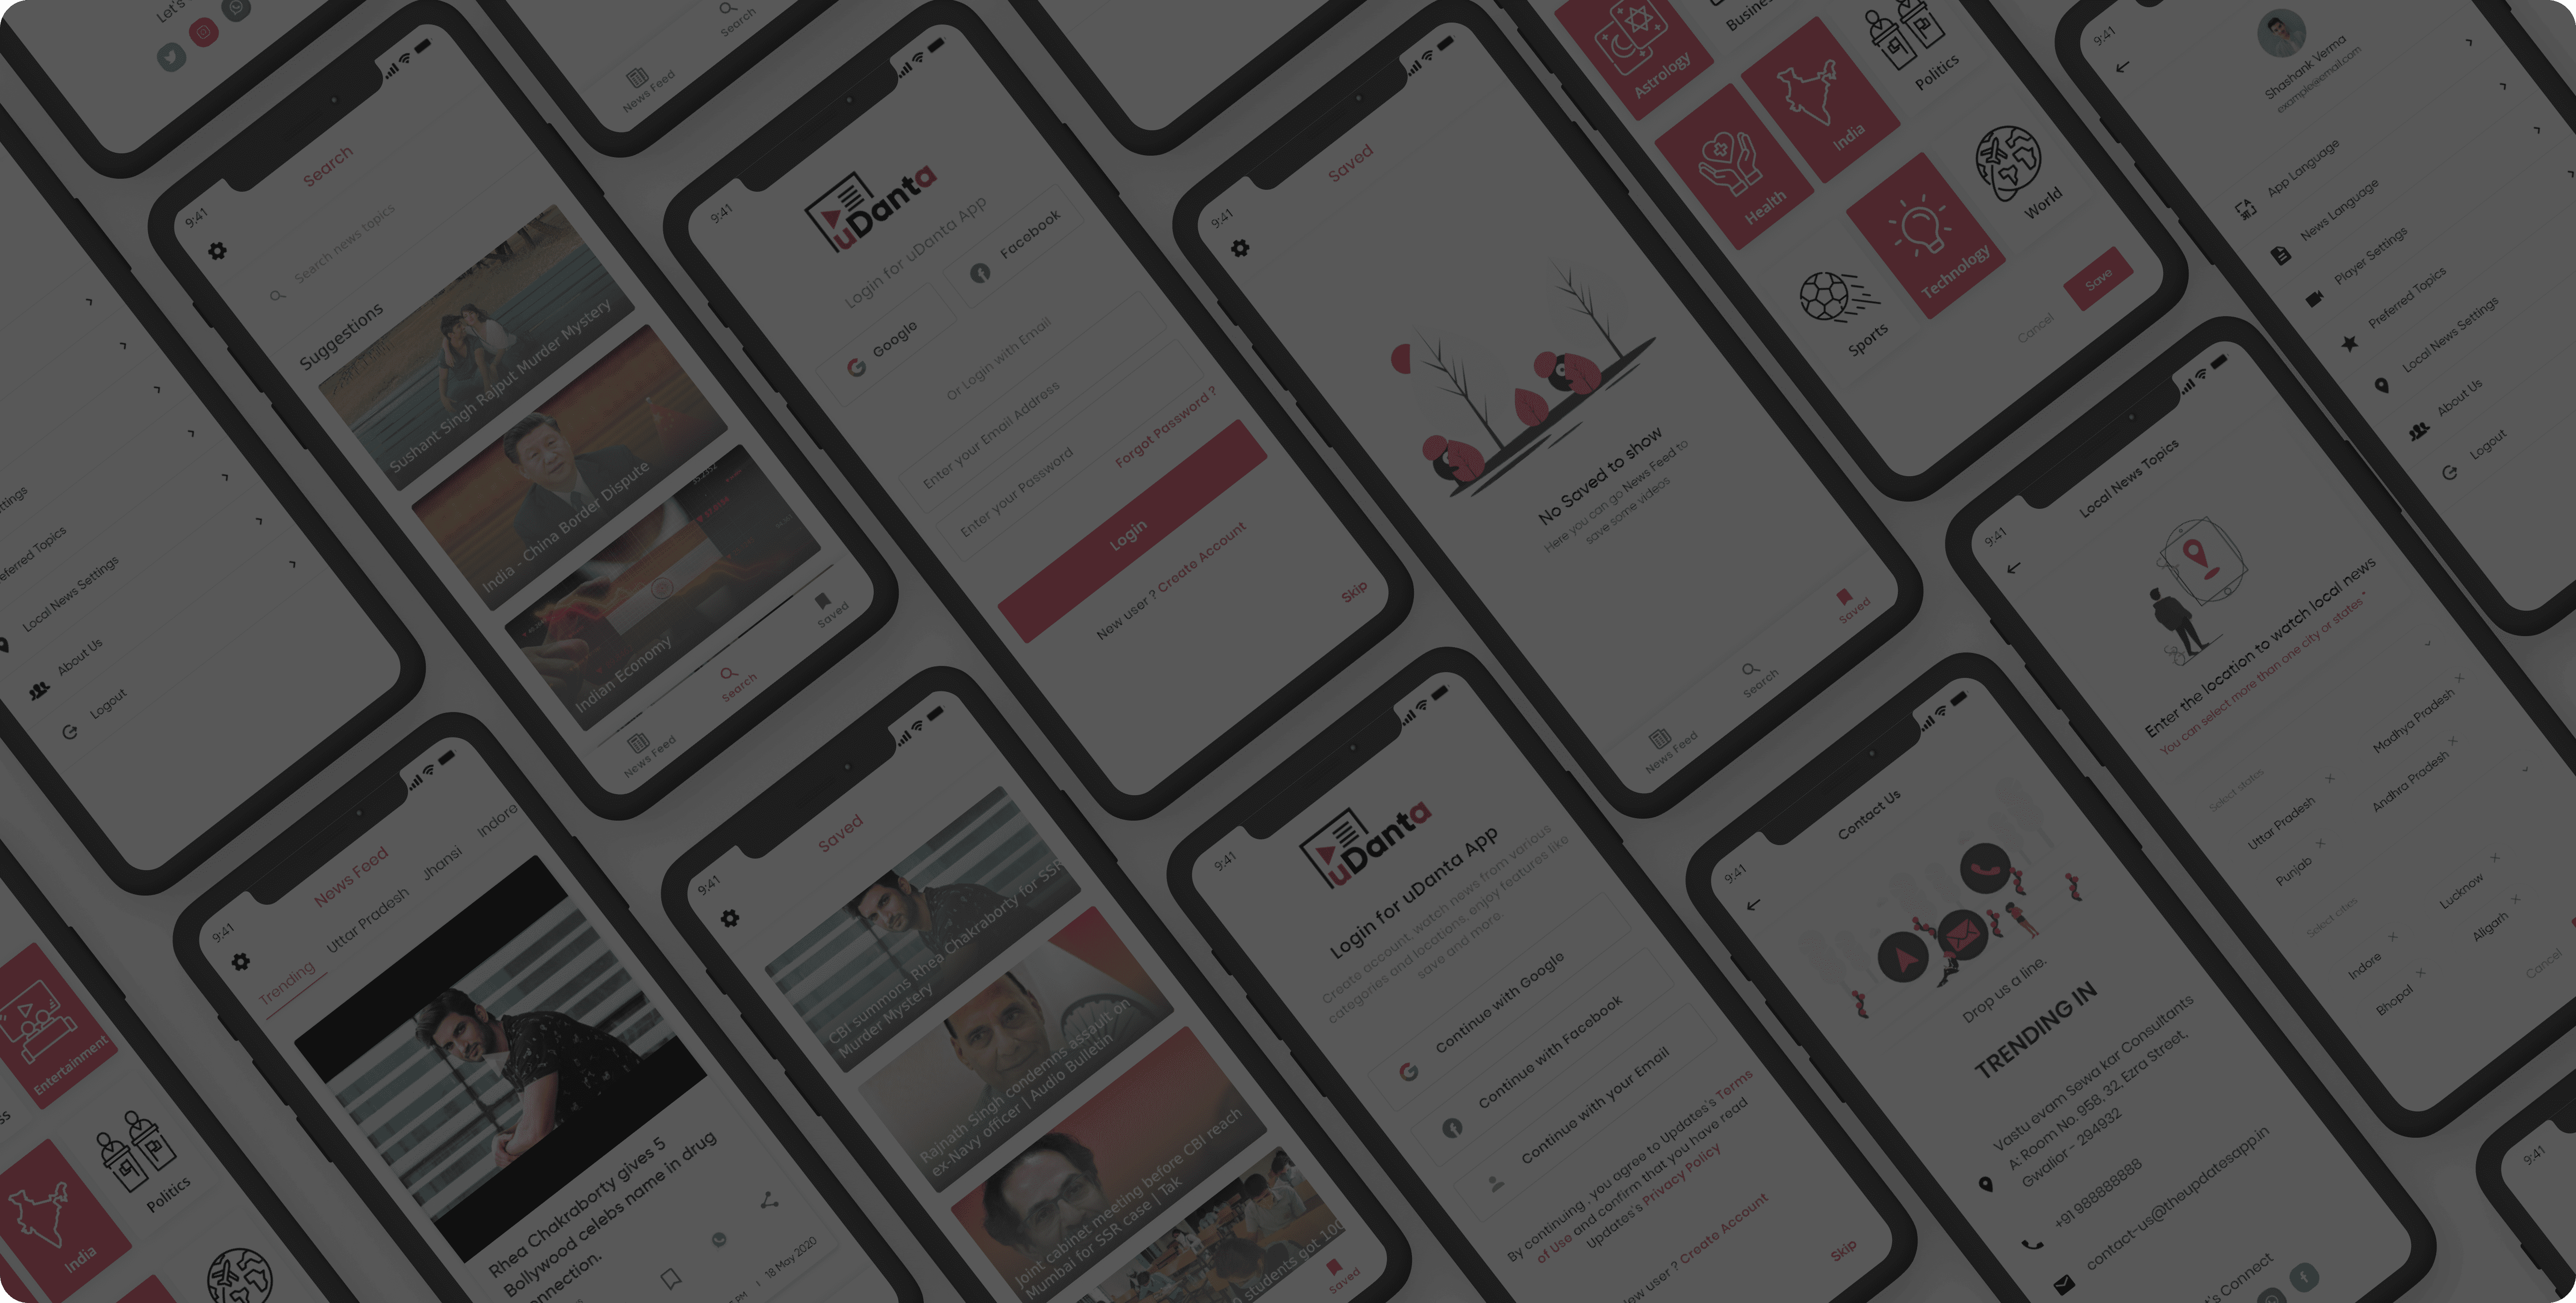 Let's
Search
News Feed
9:41
Search
Search news topics
Suggestions
Sushant Singh Rajput Murder Mystery
India - China Border Dispute
Indian Economy
News Feed
Search
Saved
9:41
uDanta
Login for uDanta App
Google
Facebook
Or Login with Email
Enter your Email Address
Enter your Password
Forgot Password ?
Login
New user ? Create Account
Skip
9:41
Saved
No Saved to show
Here you can go News Feed to
save some videos
News Feed
Search
Saved
Astrology
Health
India
Politics
Sports
Technology
World
Cancel
Save
9:41
Shashank Verma
App Language
News Language
Player Settings
Preferred Topics
Local News Settings
About Us
Logout
Local News Settings
About Us
Logout
9:41
Local News Topics
Enter the location to watch local news
You can select more than one city or states *
Select states
Uttar Pradesh
Madhya Pradesh
Punjab
Andhra Pradesh
Select cities
Indore
Lucknow
Bhopal
Aligarh
Cancel
Entertainment
India
Politics
9:41
News Feed
Trending
Uttar Pradesh
Jhansi
Indore
Rhea Chakraborty gives 5
Bollywood celebs name in drug
18 May 2020
9:41
Saved
CBI summons Rhea Chakraborty for SSR
Murder Mystery
Rajnath Singh condemns assault on
ex-Navy officer | Audio Bulletin
Joint cabinet meeting before CBI reach
Mumbai for SSR case | Tak
students got 100
Saved
9:41
uDanta
Login for uDanta App
Create account, watch news from various
categories and locations, enjoy features like
save and more.
Continue with Google
Continue with Facebook
Continue with your Email
By continuing , you agree to Updates's Terms
of Use and confirm that you have read
Updates's Privacy Policy
user ? Create Account
Skip
9:41
Contact Us
Drop us a line.
TRENDING IN
Vastu evam Sewa kar Consultants
A: Room No. 958, 32, Ezra Street,
Gwalior - 294932
contact-us@theupdatesapp.in
Connect
9:41